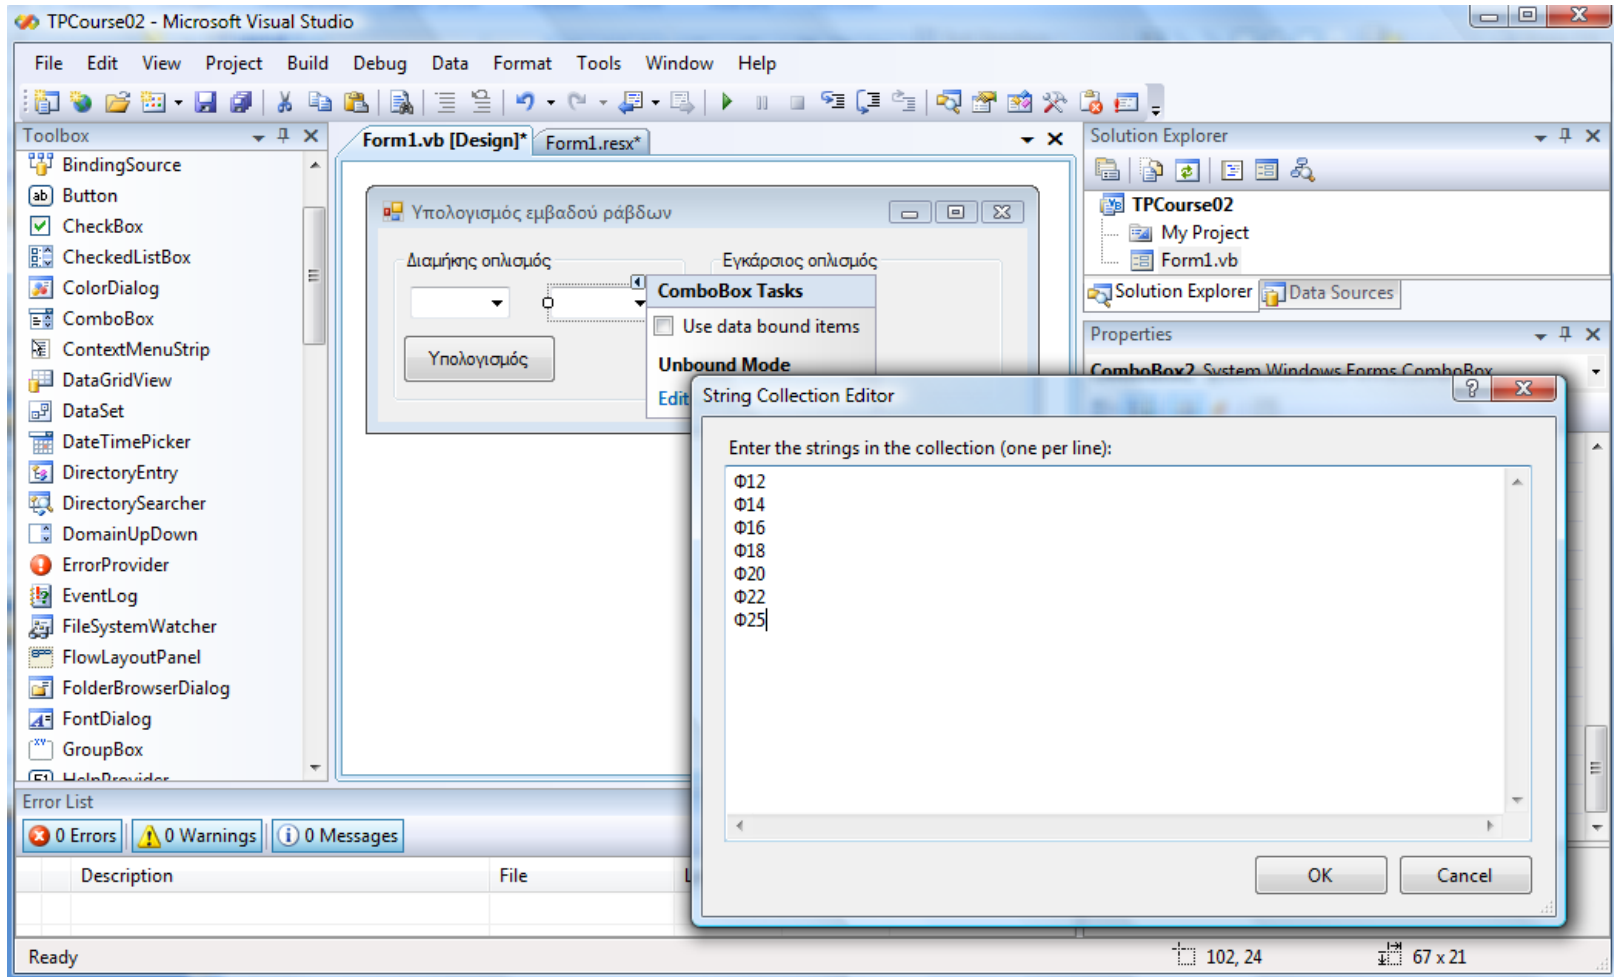 TPCourse02 - Microsoft Visual Studio
File Edit View Project Build Debug Data Format Tools Window Help
Toolbox
BindingSource
Button
CheckBox
CheckedListBox
ColorDialog
ComboBox
ContextMenuStrip
DataGridView
DataSet
DateTimePicker
DirectoryEntry
DirectorySearcher
DomainUpDown
ErrorProvider
EventLog
FileSystemWatcher
FlowLayoutPanel
FolderBrowserDialog
FontDialog
GroupBox
HelpProvider
Form1.vb [Design]* Form1.resx*
Υπολογισμός εμβαδού ράβδων
Διαμήκης οπλισμός Εγκάρσιος οπλισμός
Υπολογισμός
ComboBox Tasks
Use data bound items
Unbound Mode
Edit
Solution Explorer
TPCourse02
My Project
Form1.vb
Solution Explorer Data Sources
Properties
ComboBox2 System.Windows.Forms.ComboBox
String Collection Editor
Enter the strings in the collection (one per line):
Φ12
Φ14
Φ16
Φ18
Φ20
Φ22
Φ25
OK Cancel
Error List
0 Errors 0 Warnings 0 Messages
Description File L
Ready 102, 24 67 x 21